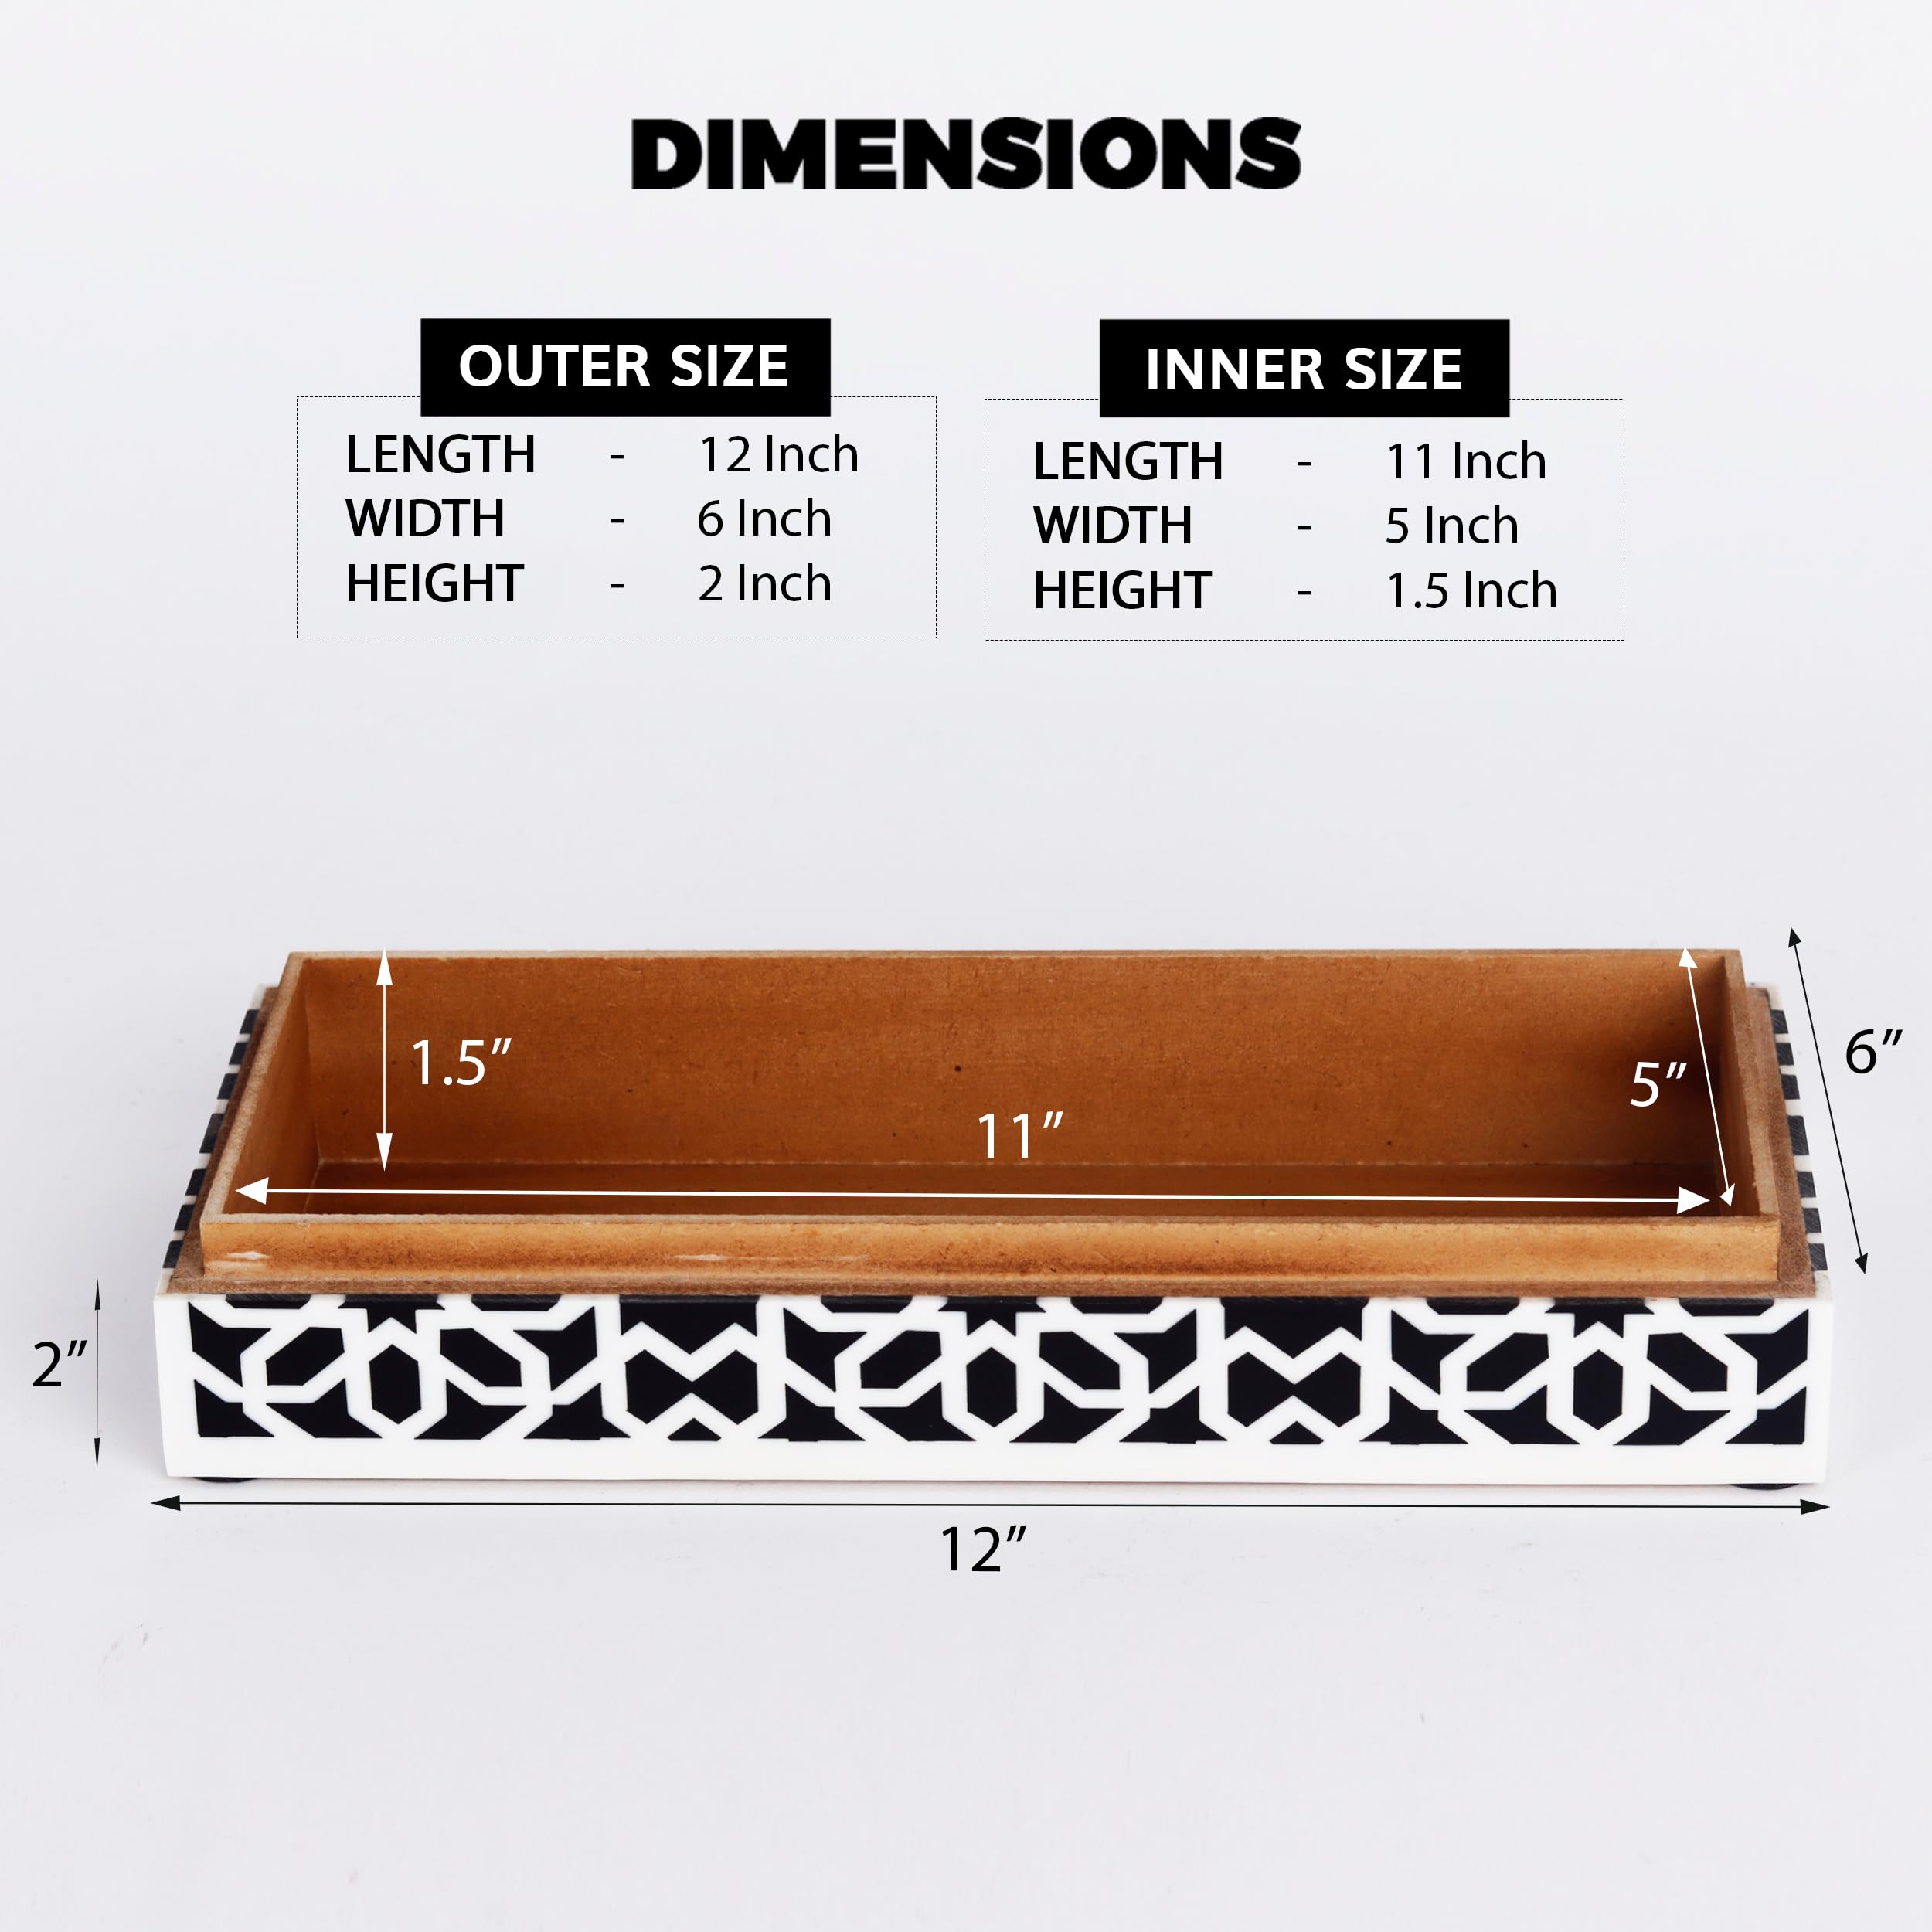 DIMENSIONS
OUTER SIZE
LENGTH - 12 Inch
WIDTH - 6 Inch
HEIGHT - 2 Inch
INNER SIZE
LENGTH - 11 Inch
WIDTH - 5 Inch
HEIGHT - 1.5 Inch
1.5”
11”
5”
6”
2”
12”